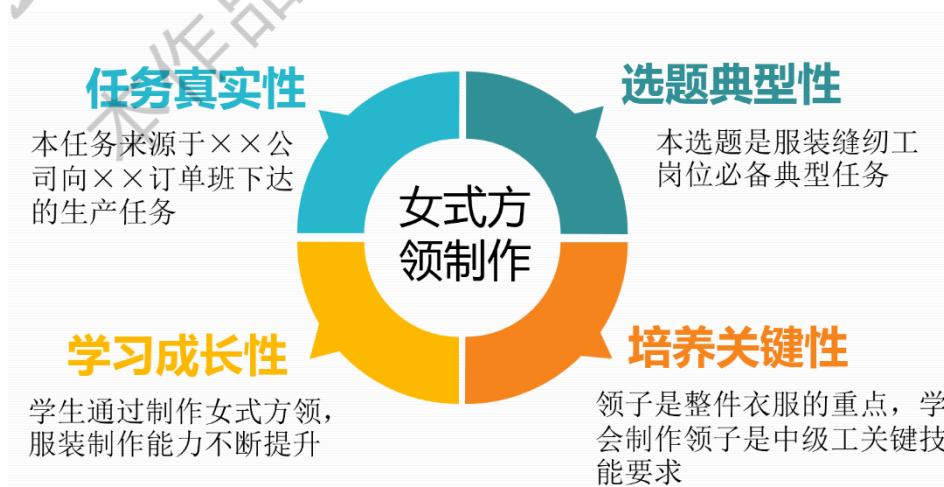 本作品
任务真实性
本任务来源于××公
司向××订单班下达
的生产任务
选题典型性
本选题是服装缝纫工
岗位必备典型任务
女式方
领制作
学习成长性
学生通过制作女式方领，
服装制作能力不断提升
培养关键性
领子是整件衣服的重点，学
会制作领子是中级工关键技
能要求